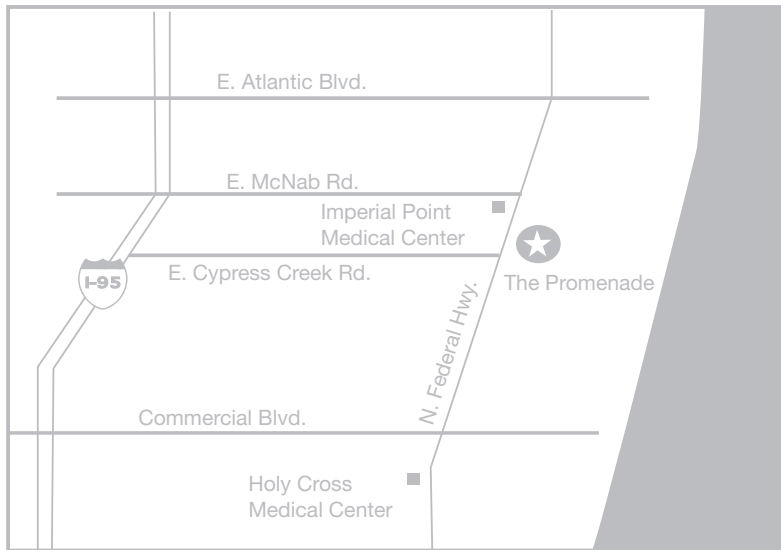 E. Atlantic Blvd.
E. McNab Rd.
Imperial Point
Medical Center
E. Cypress Creek Rd.
I-95
The Promenade
N. Federal Hwy.
Commercial Blvd.
Holy Cross
Medical Center